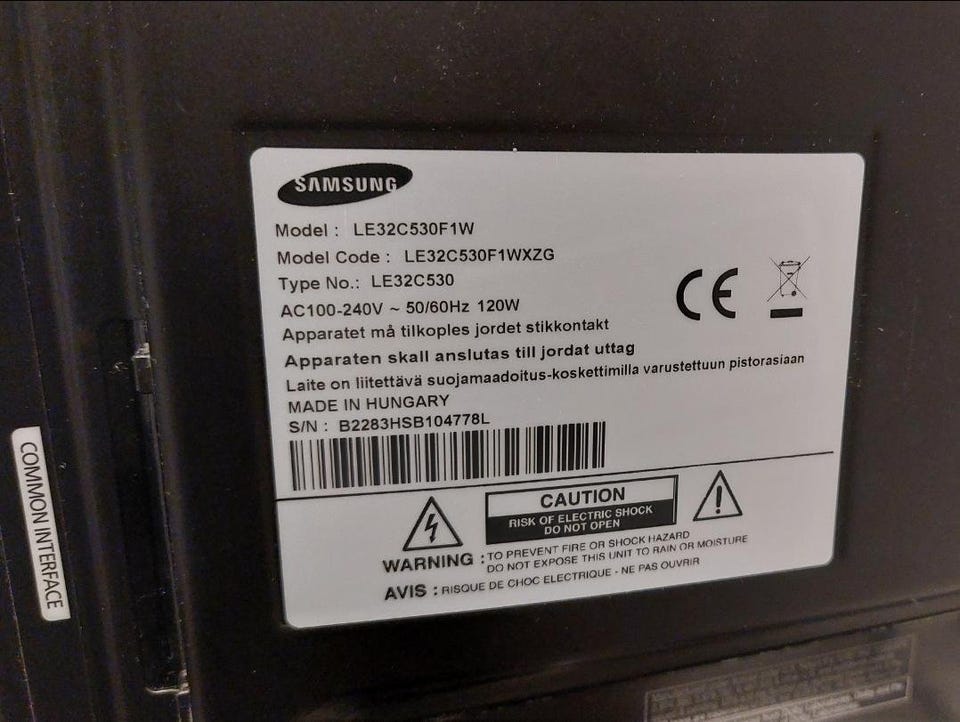 SAMSUNG
Model : LE32C530F1W
Model Code : LE32C530F1WXZG
Type No.: LE32C530
AC100-240V ~ 50/60Hz 120W
Apparatet må tilkoples jordet stikkontakt
Apparaten skall anslutas till jordat uttag
Laite on liitettävä suojamaadoitus-koskettimilla varustettuun pistorasiaan
MADE IN HUNGARY
S/N : B2283HSB104778L
CE
CAUTION
RISK OF ELECTRIC SHOCK
DO NOT OPEN
WARNING : TO PREVENT FIRE OR SHOCK HAZARD
DO NOT EXPOSE THIS UNIT TO RAIN OR MOISTURE
AVIS : RISQUE DE CHOC ELECTRIQUE - NE PAS OUVRIR
COMMON INTERFACE